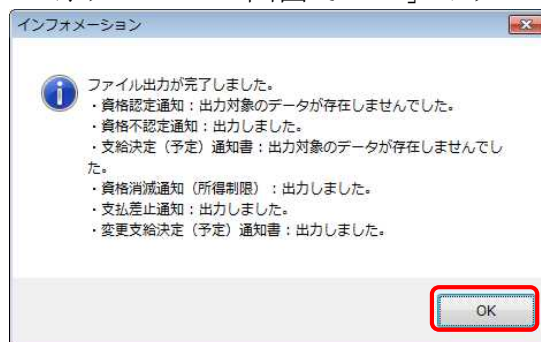 インフォメーション
ファイル出力が完了しました。
・資格認定通知：出力対象のデータが存在しませんでした。
・資格不認定通知：出力しました。
・支給決定（予定）通知書：出力対象のデータが存在しませんでし
た。
・資格消滅通知（所得制限）：出力しました。
・支払差止通知：出力しました。
・変更支給決定（予定）通知書：出力しました。
OK